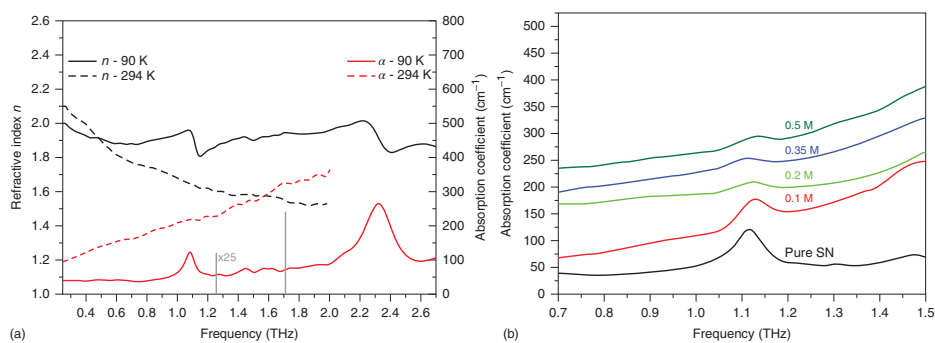 2.6
2.4
2.2
2.0
1.8
1.6
1.4
1.2
1.0
Refractive index n
n - 90 K
n - 294 K
α - 90 K
α - 294 K
x25
800
700
600
500
400
300
200
100
0
Absorption coefficient (cm−1)
0.4 0.6 0.8 1.0 1.2 1.4 1.6 1.8 2.0 2.2 2.4 2.6
Frequency (THz)
(a)
500
450
400
350
300
250
200
150
100
50
0
Absorption coefficient (cm−1)
0.5 M
0.35 M
0.2 M
0.1 M
Pure SN
0.7 0.8 0.9 1.0 1.1 1.2 1.3 1.4 1.5
Frequency (THz)
(b)